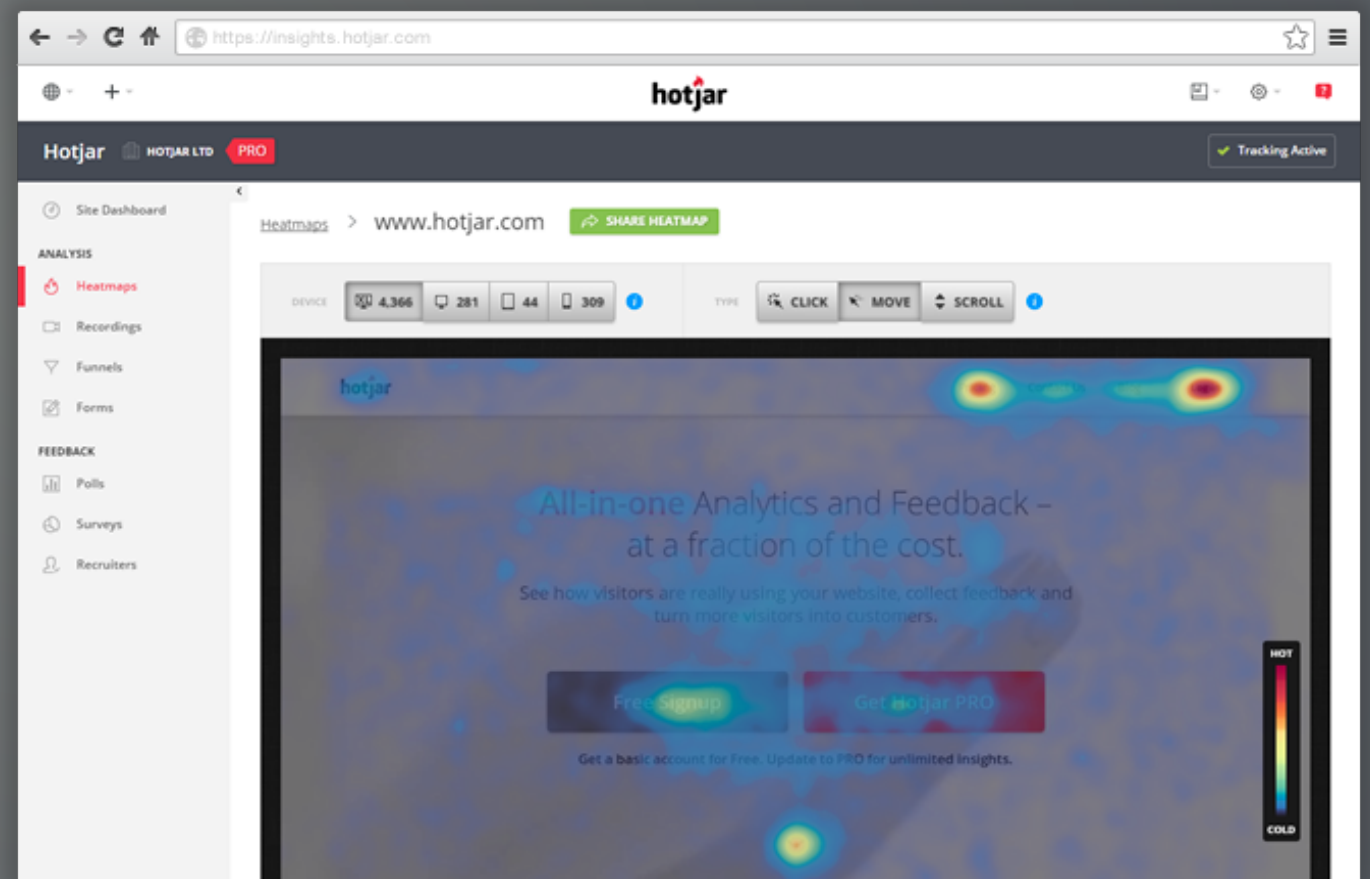 https://insights.hotjar.com
hotjar
Hotjar HOTJAR LTD PRO Tracking Active
Site Dashboard
ANALYSIS
Heatmaps
Recordings
Funnels
Forms
FEEDBACK
Polls
Surveys
Recruiters
Heatmaps > www.hotjar.com SHARE HEATMAP
DEVICE 4,366 281 44 309 TYPE CLICK MOVE SCROLL
hotjar
All-in-one Analytics and Feedback –
at a fraction of the cost.
See how visitors are really using your website, collect feedback and
turn more visitors into customers.
Free Signup Get Hotjar PRO
Get a basic account for Free. Update to PRO for unlimited insights.
HOT
COLD